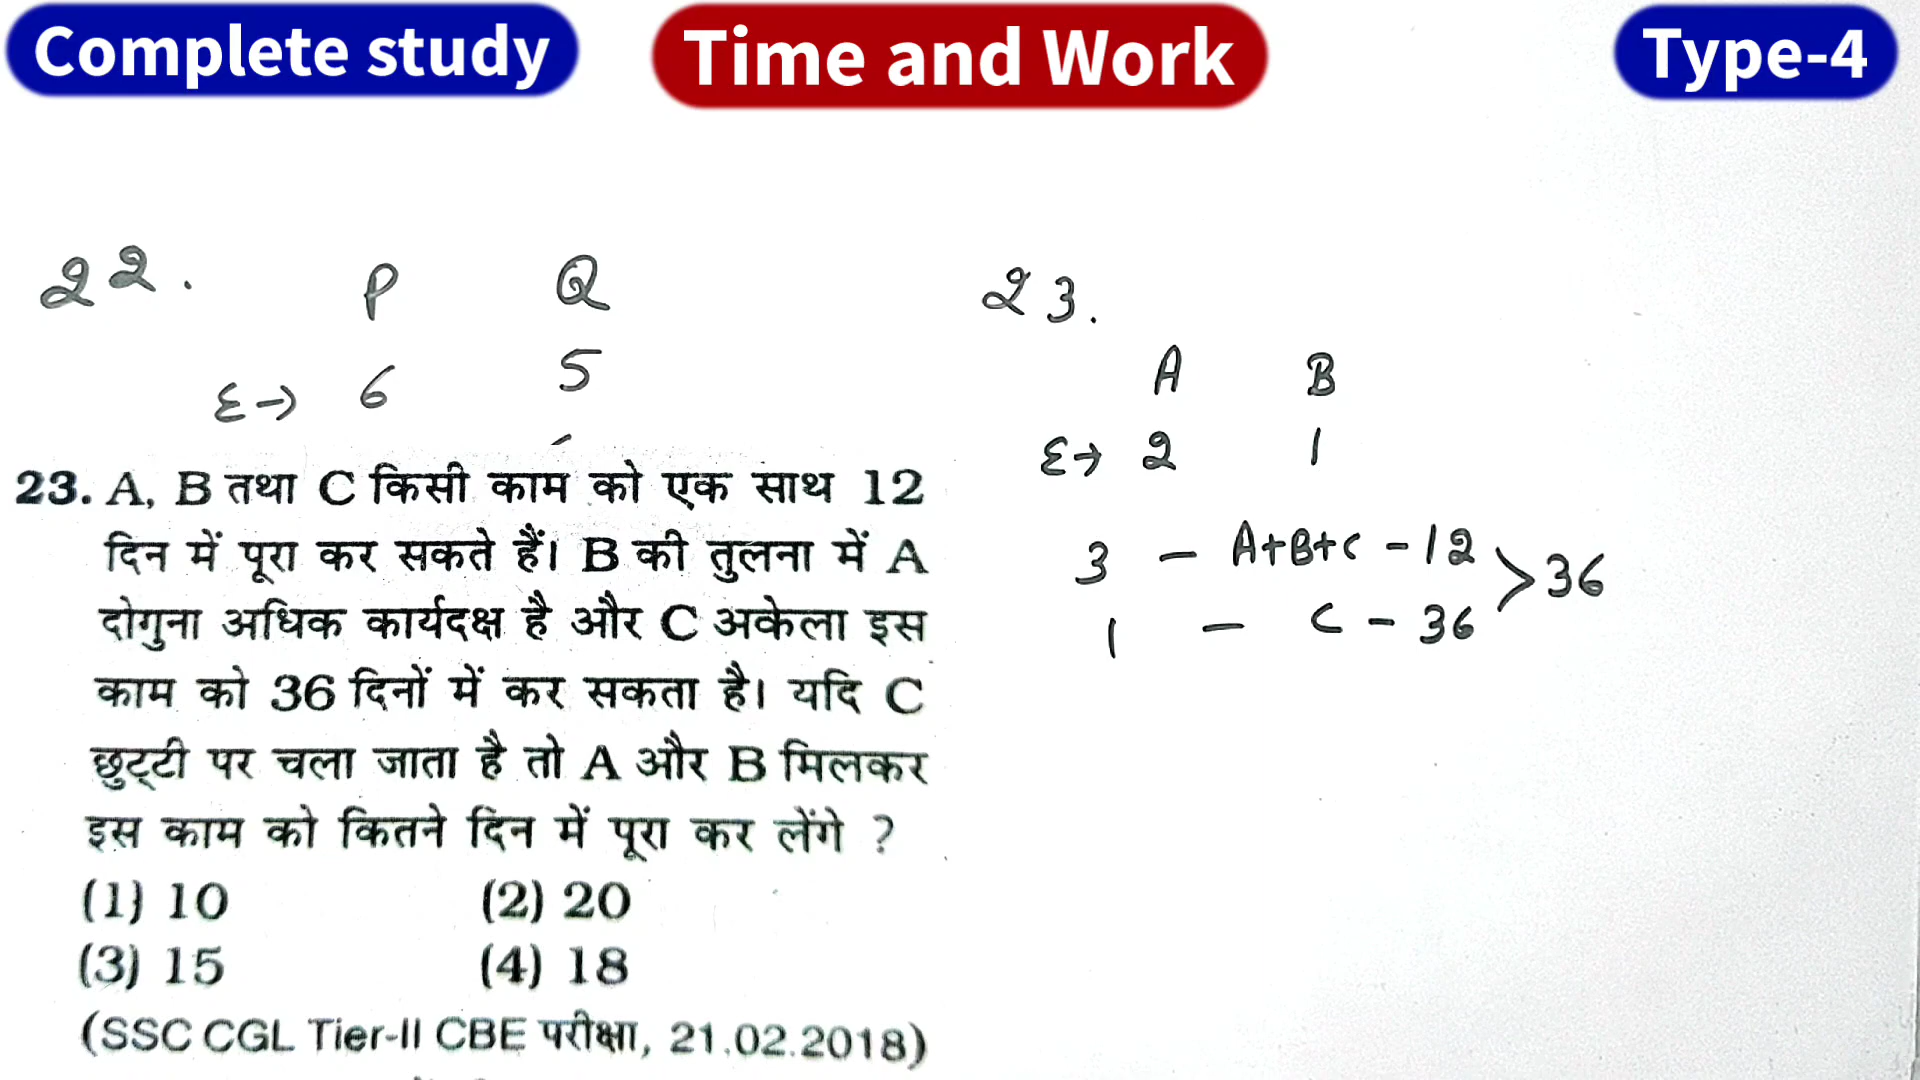 Complete study
Time and Work
Type-4
22. P Q
ε→ 6 5
23. A, B तथा C किसी काम को एक साथ 12
दिन में पूरा कर सकते हैं। B की तुलना में A
दोगुना अधिक कार्यदक्ष है और C अकेला इस
काम को 36 दिनों में कर सकता है। यदि C
छुट्टी पर चला जाता है तो A और B मिलकर
इस काम को कितने दिन में पूरा कर लेंगे ?
(1) 10 (2) 20
(3) 15 (4) 18
(SSC CGL Tier-II CBE परीक्षा, 21.02.2018)
23.
A B
ε→ 2 1
3 - A+B+C - 12 > 36
1 - C - 36